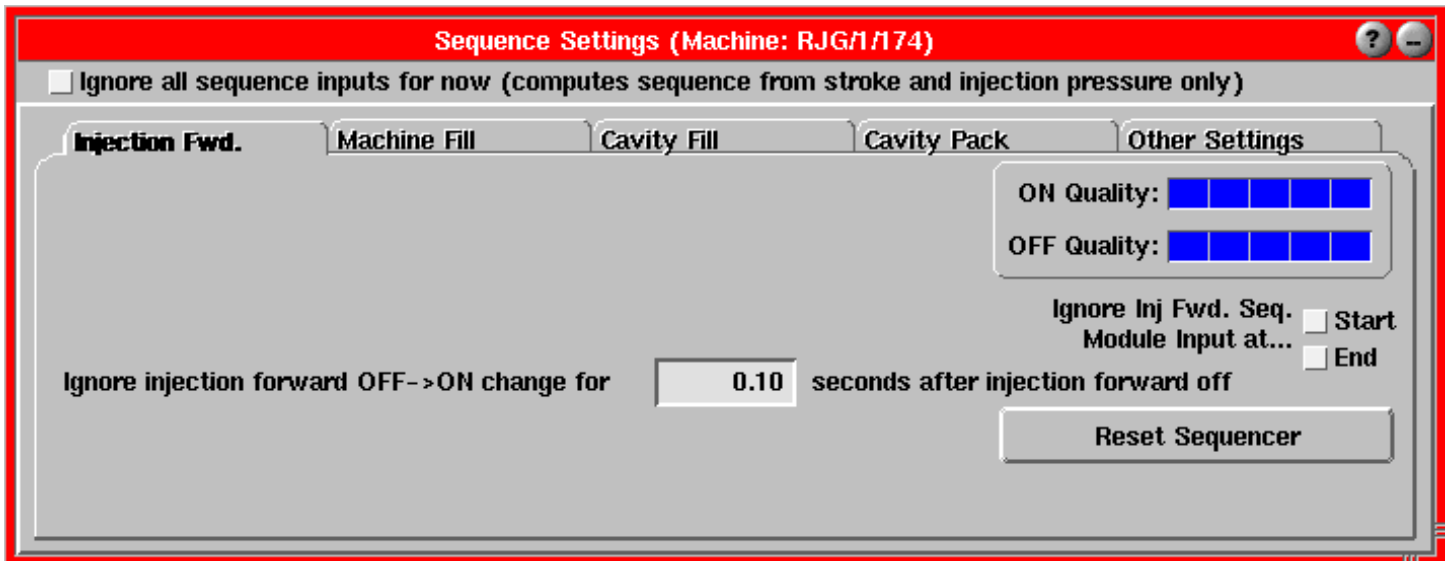 Sequence Settings (Machine: RJG/1/174)
?
Ignore all sequence inputs for now (computes sequence from stroke and injection pressure only)
Injection Fwd.
Machine Fill
Cavity Fill
Cavity Pack
Other Settings
ON Quality:
OFF Quality:
Ignore Inj Fwd. Seq.
Module Input at...
Start
End
Ignore injection forward OFF->ON change for 0.10 seconds after injection forward off
Reset Sequencer